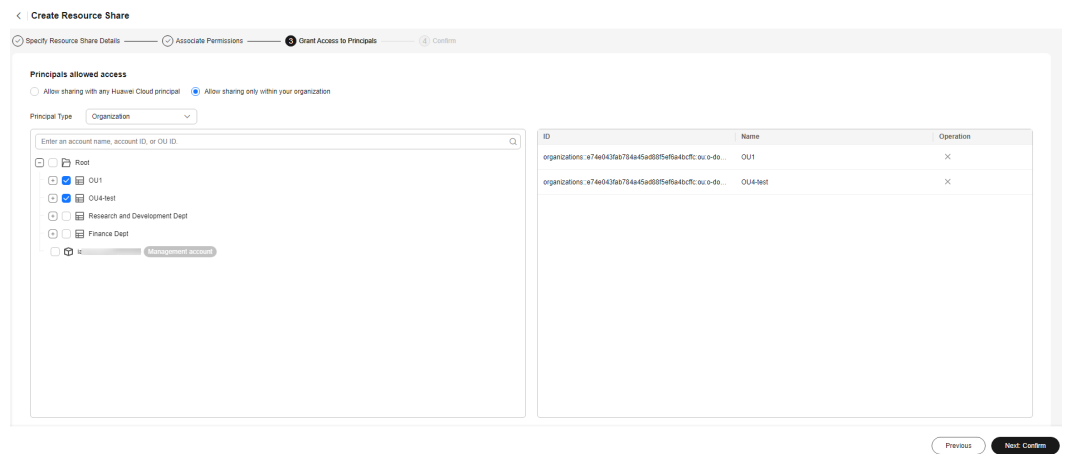 Create Resource Share
Specify Resource Share Details Associate Permissions 3 Grant Access to Principals 4 Confirm
Principals allowed access
Allow sharing with any Huawei Cloud principal Allow sharing only within your organization
Principal Type Organization
Enter an account name, account ID, or OU ID.
Root
OU1
OU4-test
Research and Development Dept
Finance Dept
Management account
ID Name Operation
organizations::e74e043fab784a45ad88f5ef6a4bcffc:ou:o-do... OU1
organizations::e74e043fab784a45ad88f5ef6a4bcffc:ou:o-do... OU4-test
Previous Next: Confirm